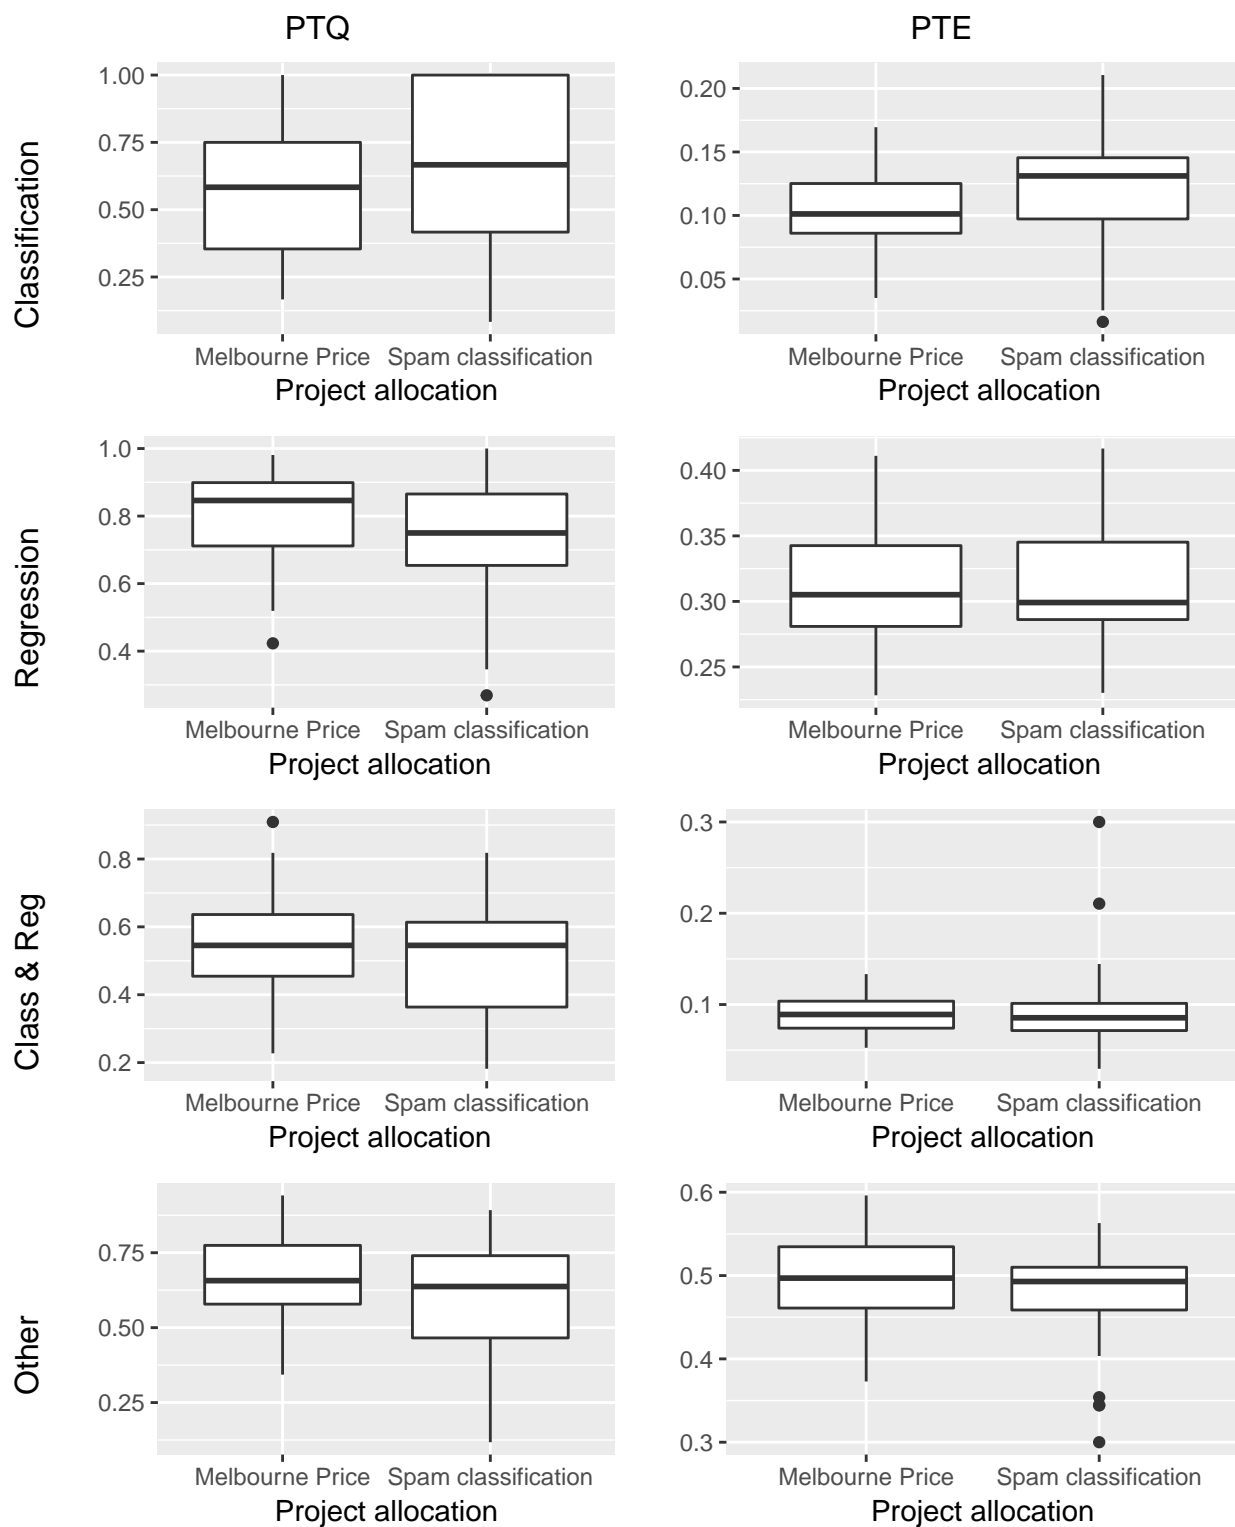 PTQ PTE
Classification
1.00
0.75
0.50
0.25
Melbourne Price Spam classification
Project allocation
0.20
0.15
0.10
0.05
Melbourne Price Spam classification
Project allocation
Regression
1.0
0.8
0.6
0.4
Melbourne Price Spam classification
Project allocation
0.40
0.35
0.30
0.25
Melbourne Price Spam classification
Project allocation
Class & Reg
0.8
0.6
0.4
0.2
Melbourne Price Spam classification
Project allocation
0.3
0.2
0.1
Melbourne Price Spam classification
Project allocation
Other
0.75
0.50
0.25
Melbourne Price Spam classification
Project allocation
0.6
0.5
0.4
0.3
Melbourne Price Spam classification
Project allocation